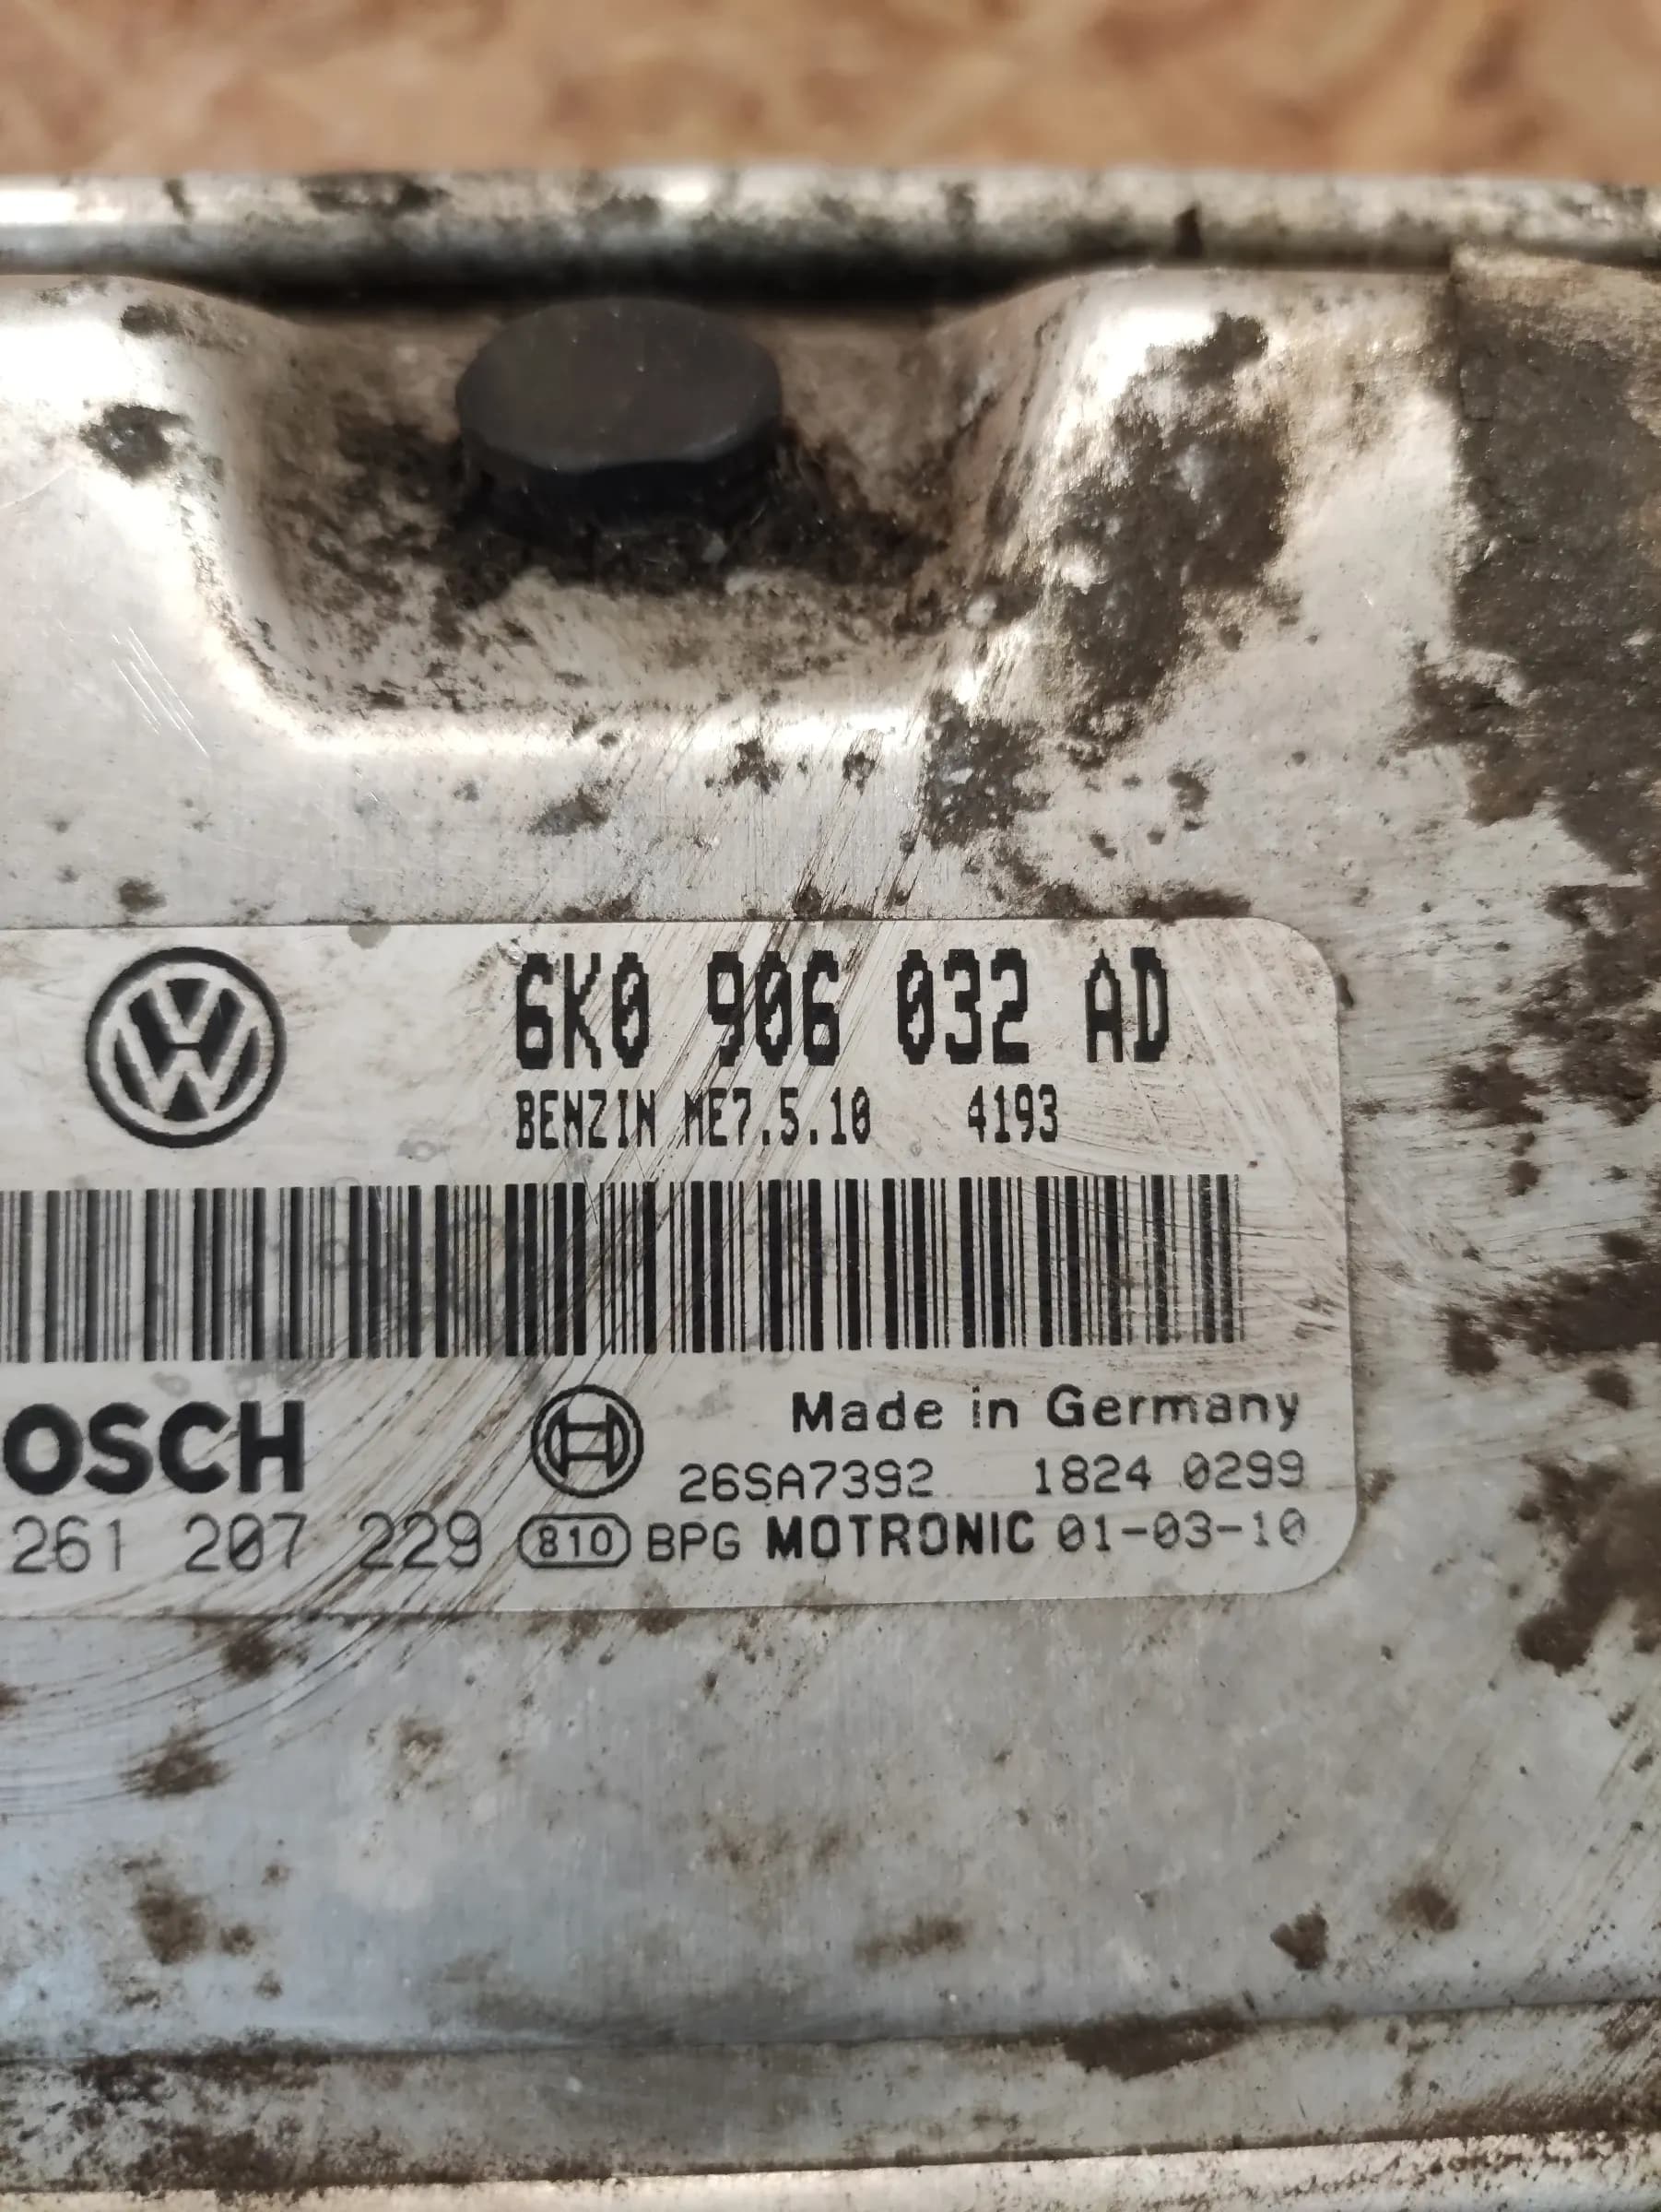 6K0 906 032 AD
BENZIN ME7.5.10 4193
OSCH Made in Germany
26SA7392 1824 0299
261 207 229 810 BPG MOTRONIC 01-03-10